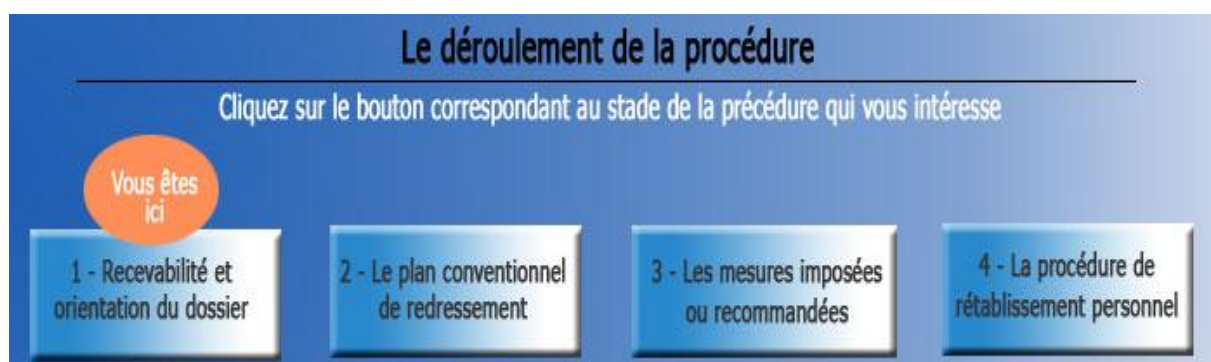 Le déroulement de la procédure
Cliquez sur le bouton correspondant au stade de la précédure qui vous intéresse
Vous êtes
ici
1 - Recevabilité et
orientation du dossier
2 - Le plan conventionnel
de redressement
3 - Les mesures imposées
ou recommandées
4 - La procédure de
rétablissement personnel